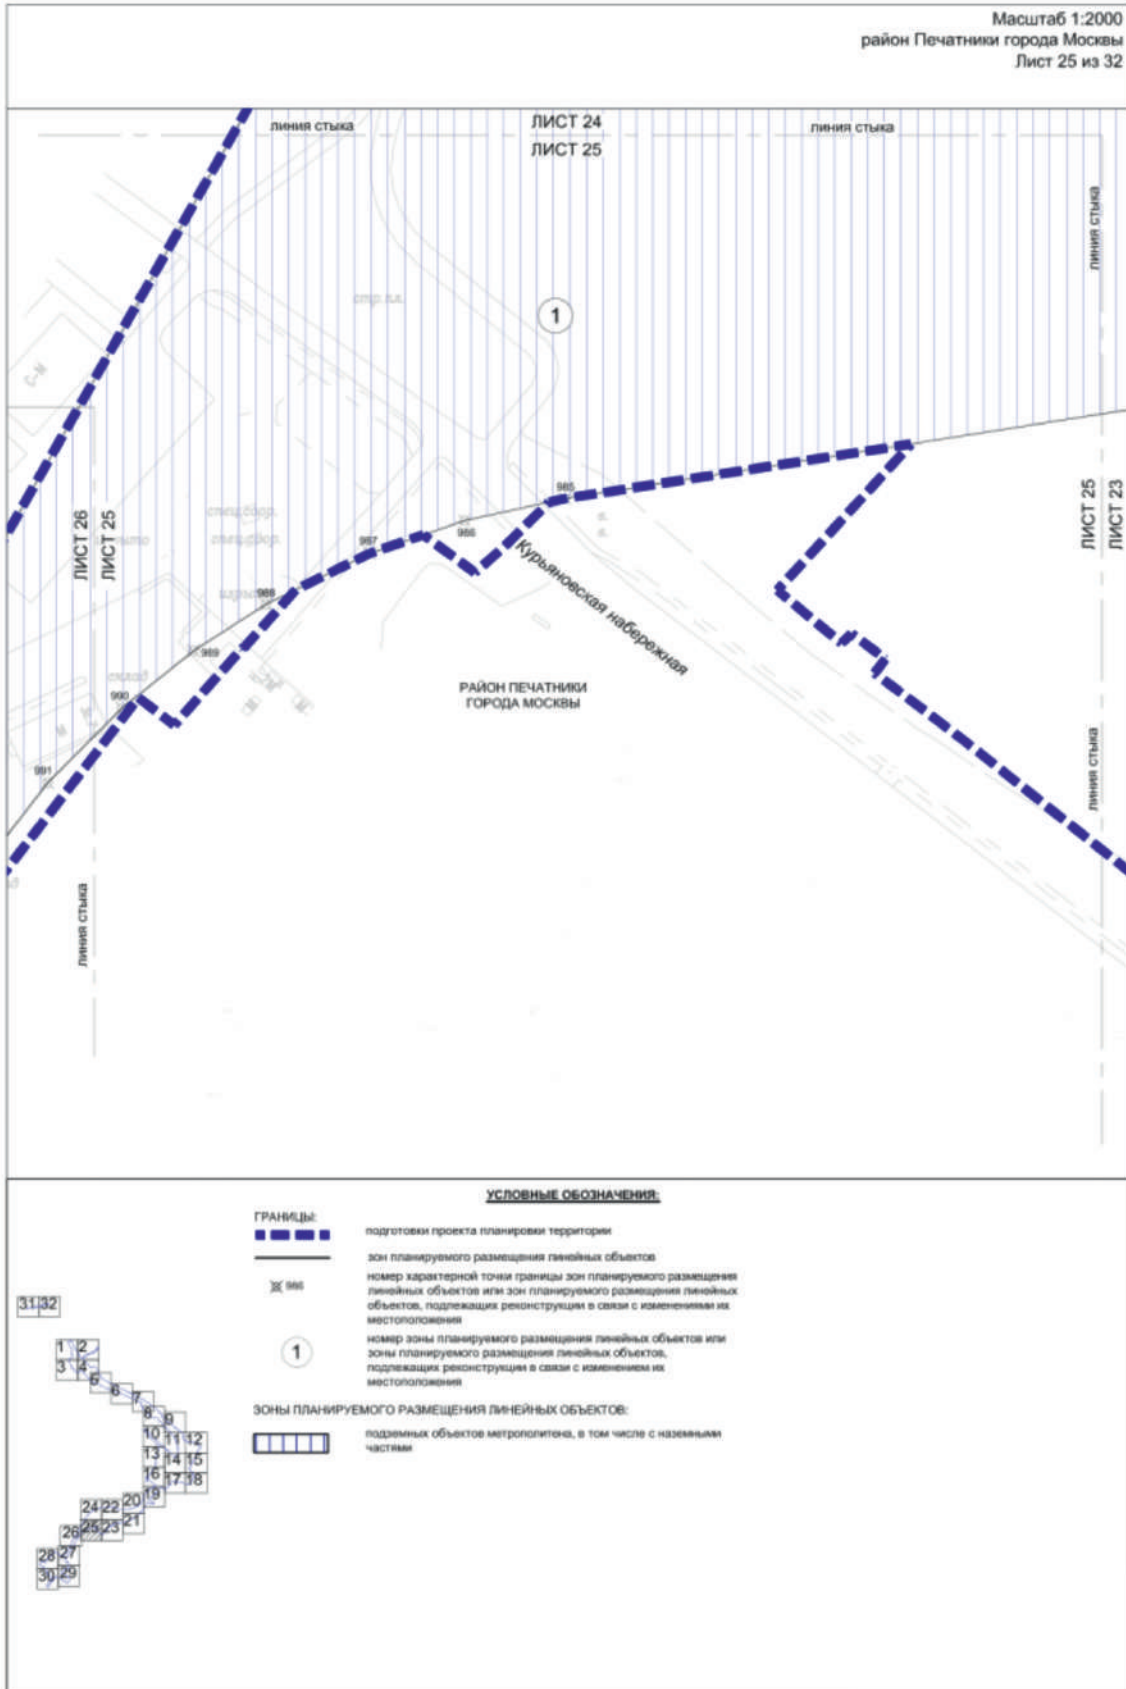 Масштаб 1:2000
район Печатники города Москвы
Лист 25 из 32
линия стыка
ЛИСТ 24
ЛИСТ 25
линия стыка
линия стыка
стр.пл.
1
С-М
985
ЛИСТ 26
ЛИСТ 25
ЛИСТ 25
ЛИСТ 23
986
987
Курьяновская набережная
988
989
склад
990
РАЙОН ПЕЧАТНИКИ
ГОРОДА МОСКВЫ
М
991
линия стыка
линия стыка
УСЛОВНЫЕ ОБОЗНАЧЕНИЯ:
ГРАНИЦЫ:
подготовки проекта планировки территории
зон планируемого размещения линейных объектов
986
номер характерной точки границы зон планируемого размещения
линейных объектов или зон планируемого размещения линейных
объектов, подлежащих реконструкции в связи с изменениями их
местоположения
1
номер зоны планируемого размещения линейных объектов или
зоны планируемого размещения линейных объектов,
подлежащих реконструкции в связи с изменением их
местоположения
ЗОНЫ ПЛАНИРУЕМОГО РАЗМЕЩЕНИЯ ЛИНЕЙНЫХ ОБЪЕКТОВ:
подземных объектов метрополитена, в том числе с наземными
частями
31 32
1 2
3 4
5
6
7
8
9
10 11 12
13 14 15
16 17 18
19
24 22 20
25 23 21
26
28 27
30 29